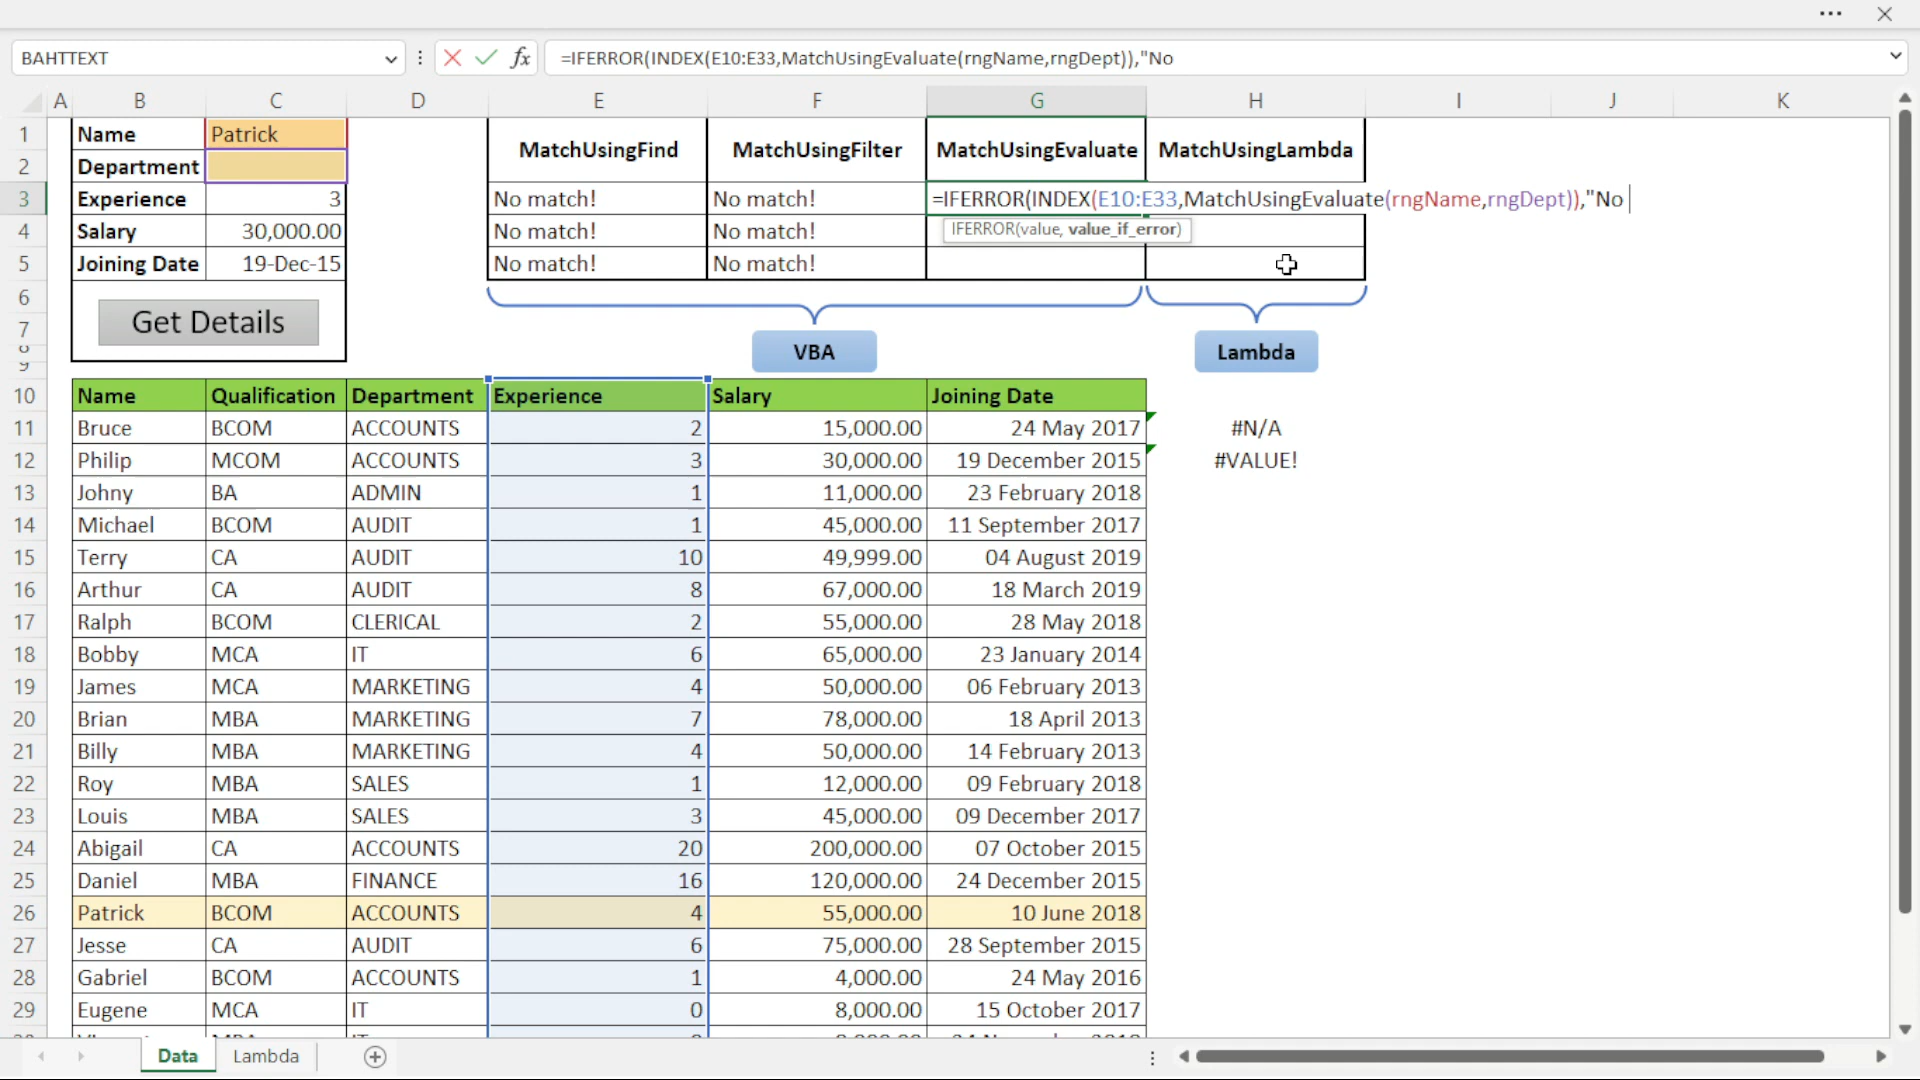 BAHTTEXT fx =IFERROR(INDEX(E10:E33,MatchUsingEvaluate(rngName,rngDept)),"No
A B C D E F G H I J K
1 Name Patrick MatchUsingFind MatchUsingFilter MatchUsingEvaluate MatchUsingLambda
2 Department
3 Experience 3 No match! No match! =IFERROR(INDEX(E10:E33,MatchUsingEvaluate(rngName,rngDept)),"No
4 Salary 30,000.00 No match! No match! IFERROR(value, value_if_error)
5 Joining Date 19-Dec-15 No match! No match!
6
Get Details
7
VBA Lambda
8
9
10 Name Qualification Department Experience Salary Joining Date
11 Bruce BCOM ACCOUNTS 2 15,000.00 24 May 2017 #N/A
12 Philip MCOM ACCOUNTS 3 30,000.00 19 December 2015 #VALUE!
13 Johny BA ADMIN 1 11,000.00 23 February 2018
14 Michael BCOM AUDIT 1 45,000.00 11 September 2017
15 Terry CA AUDIT 10 49,999.00 04 August 2019
16 Arthur CA AUDIT 8 67,000.00 18 March 2019
17 Ralph BCOM CLERICAL 2 55,000.00 28 May 2018
18 Bobby MCA IT 6 65,000.00 23 January 2014
19 James MCA MARKETING 4 50,000.00 06 February 2013
20 Brian MBA MARKETING 7 78,000.00 18 April 2013
21 Billy MBA MARKETING 4 50,000.00 14 February 2013
22 Roy MBA SALES 1 12,000.00 09 February 2018
23 Louis MBA SALES 3 45,000.00 09 December 2017
24 Abigail CA ACCOUNTS 20 200,000.00 07 October 2015
25 Daniel MBA FINANCE 16 120,000.00 24 December 2015
26 Patrick BCOM ACCOUNTS 4 55,000.00 10 June 2018
27 Jesse CA AUDIT 6 75,000.00 28 September 2015
28 Gabriel BCOM ACCOUNTS 1 4,000.00 24 May 2016
29 Eugene MCA IT 0 8,000.00 15 October 2017
Data Lambda